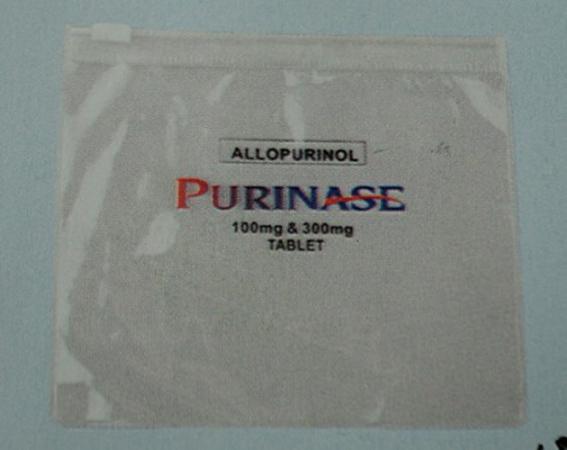 ALLOPURINOL
PURINASE
100mg & 300mg
TABLET